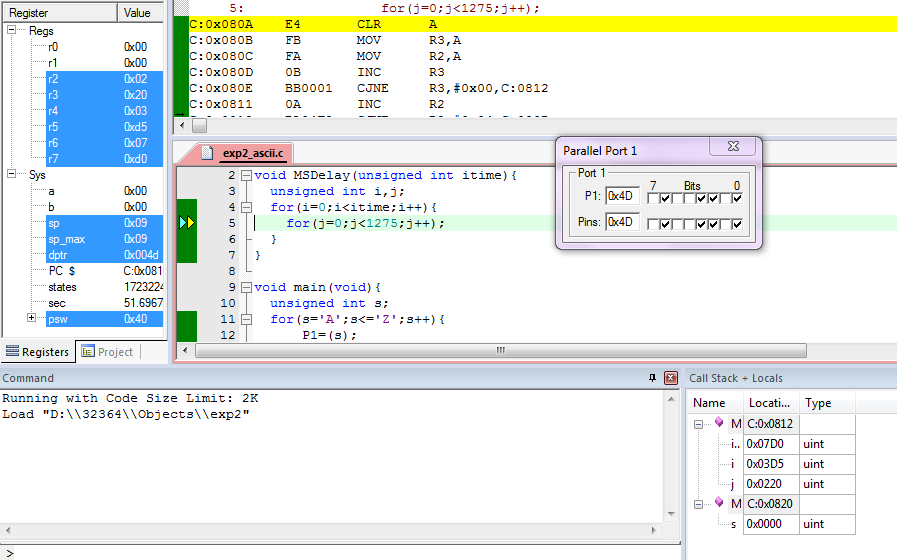 Register Value
Regs
r0 0x00
r1 0x00
r2 0x02
r3 0x20
r4 0x03
r5 0xd5
r6 0x07
r7 0xd0
Sys
a 0x00
b 0x00
sp 0x09
sp_max 0x09
dptr 0x004d
PC $ C:0x081
states 1723224
sec 51.6967
psw 0x40
Registers Project
5: for(j=0;j<1275;j++);
C:0x080A E4 CLR A
C:0x080B FB MOV R3,A
C:0x080C FA MOV R2,A
C:0x080D 0B INC R3
C:0x080E BB0001 CJNE R3,#0x00,C:0812
C:0x0811 0A INC R2
exp2_ascii.c
2 void MSDelay(unsigned int itime){
3 unsigned int i,j;
4 for(i=0;i<itime;i++){
5 for(j=0;j<1275;j++);
6 }
7 }
8
9 void main(void){
10 unsigned int s;
11 for(s='A';s<='Z';s++){
12 P1=(s);
Parallel Port 1
Port 1
7 Bits 0
P1: 0x4D
Pins: 0x4D
Command
Running with Code Size Limit: 2K
Load "D:\\32364\\Objects\\exp2"
>
Call Stack + Locals
Name Locati... Type
M C:0x0812
i.. 0x07D0 uint
i 0x03D5 uint
j 0x0220 uint
M C:0x0820
s 0x0000 uint